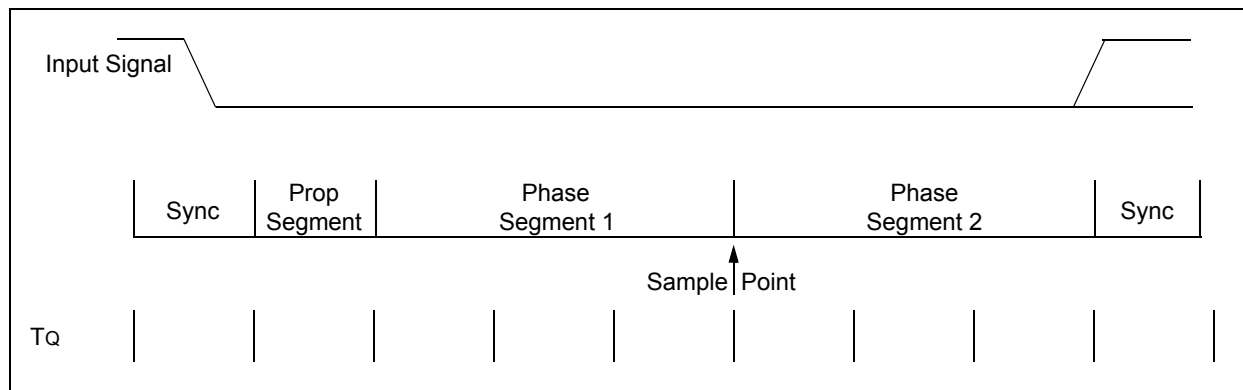 Input Signal
Sync
Prop
Segment
Phase
Segment 1
Phase
Segment 2
Sync
Sample Point
TQ